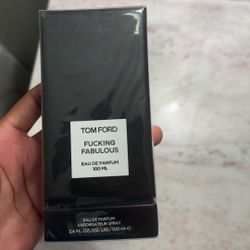 TOM FORD
FUCKING
FABULOUS
EAU DE PARFUM
100 ML
EAU DE PARFUM
VAPORISATEUR SPRAY
3.4 FL.OZ./OZ.LIQ./100 ml e